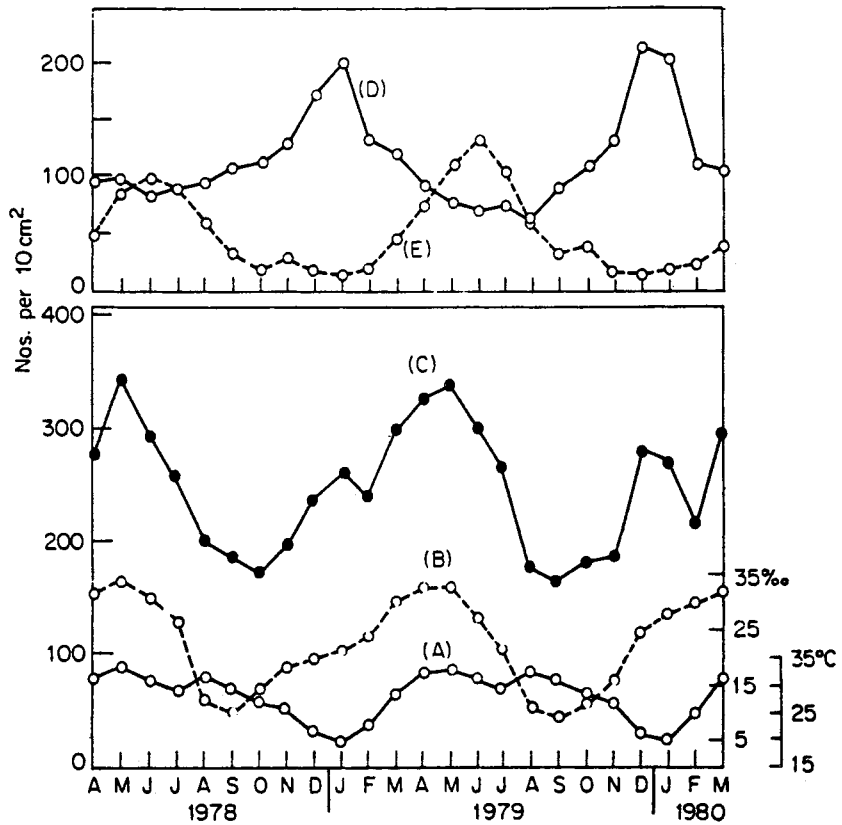 200
(D)
100
(E)
0
Nos. per 10 cm²
400
(C)
300
200
(B)
35‰
25
100
(A)
35°C
15
25
5
0
15
A M J J A S O N D J F M A M J J A S O N D J F M
1978 1979 1980